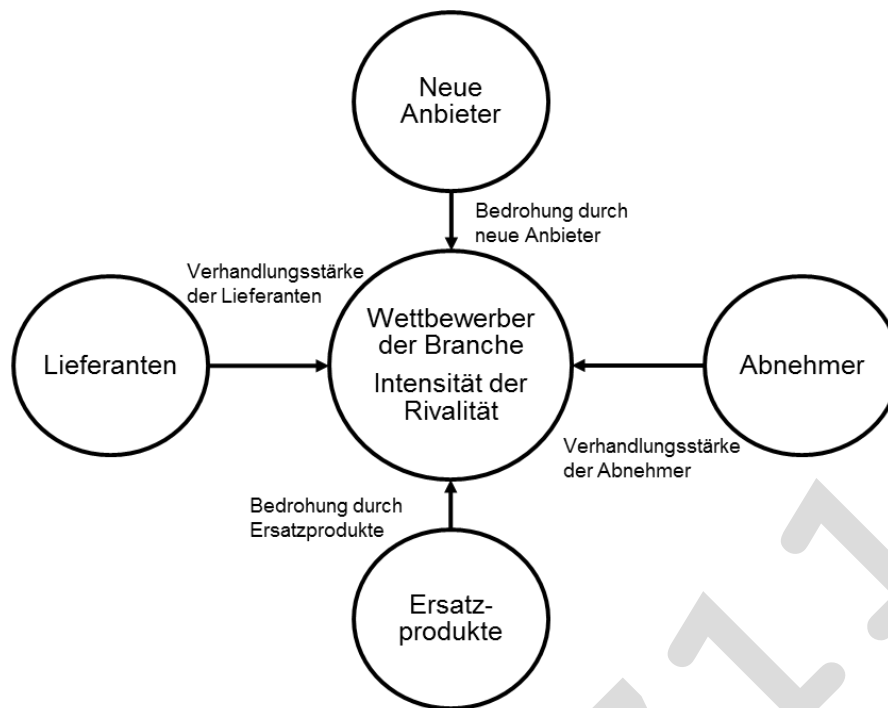 Neue
Anbieter
Bedrohung durch
neue Anbieter
Verhandlungsstärke
der Lieferanten
Lieferanten
Wettbewerber
der Branche
Intensität der
Rivalität
Abnehmer
Verhandlungsstärke
der Abnehmer
Bedrohung durch
Ersatzprodukte
Ersatz-
produkte